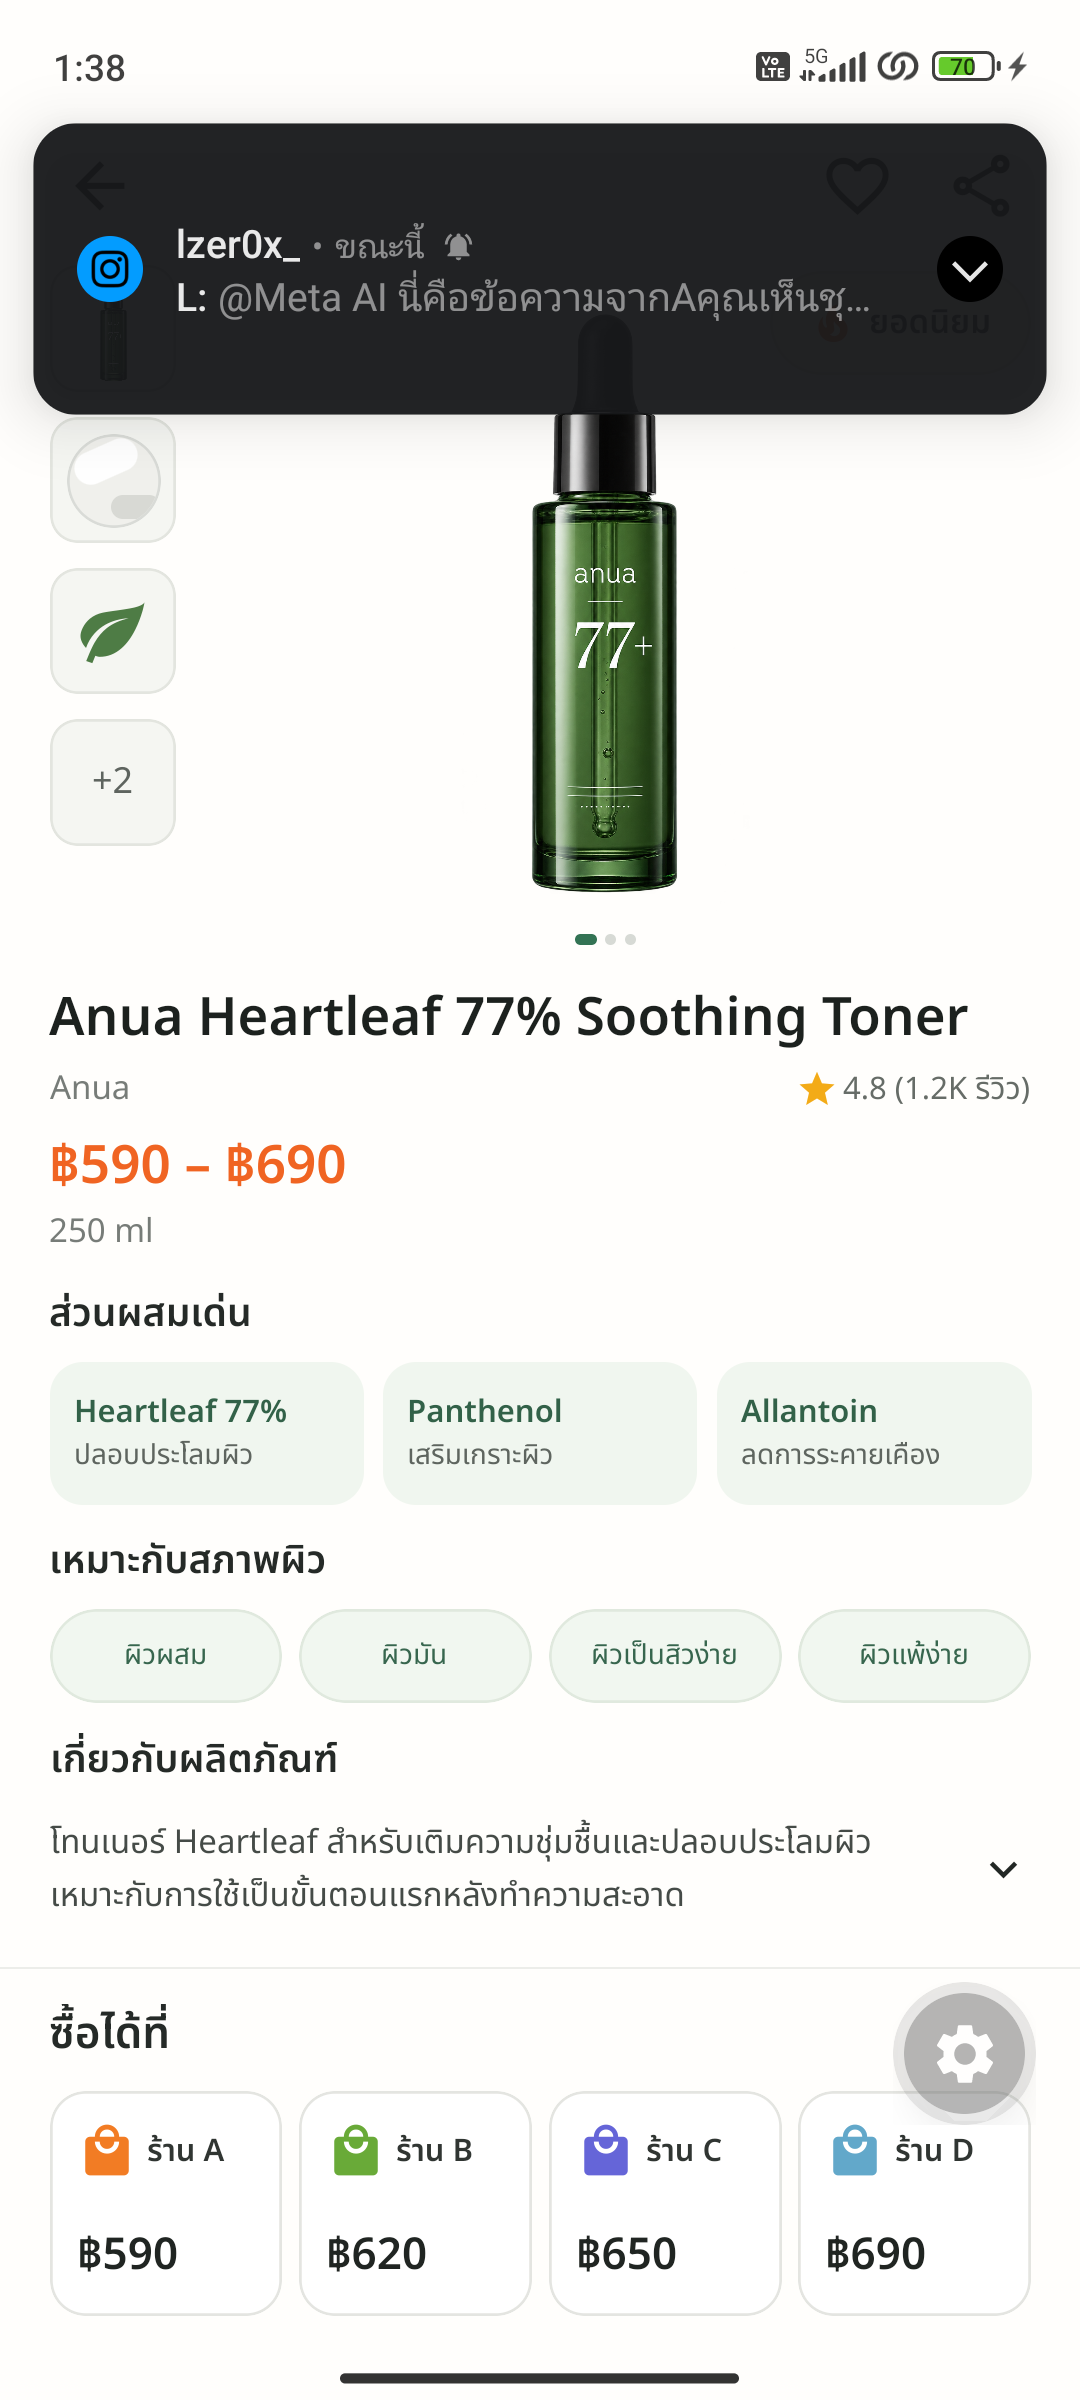 1:38
Vo LTE 5G 70
lzer0x_ • ขณะนี้
L: @Meta AI นี่คือข้อความจากAคุณเห็นชุ...
ยอดนิยม
anua
77+
+2
Anua Heartleaf 77% Soothing Toner
Anua
4.8 (1.2K รีวิว)
฿590 – ฿690
250 ml
ส่วนผสมเด่น
Heartleaf 77%
ปลอบประโลมผิว
Panthenol
เสริมเกราะผิว
Allantoin
ลดการระคายเคือง
เหมาะกับสภาพผิว
ผิวผสม
ผิวมัน
ผิวเป็นสิวง่าย
ผิวแพ้ง่าย
เกี่ยวกับผลิตภัณฑ์
โทนเนอร์ Heartleaf สำหรับเติมความชุ่มชื้นและปลอบประโลมผิว
เหมาะกับการใช้เป็นขั้นตอนแรกหลังทำความสะอาด
ซื้อได้ที่
ร้าน A
฿590
ร้าน B
฿620
ร้าน C
฿650
ร้าน D
฿690